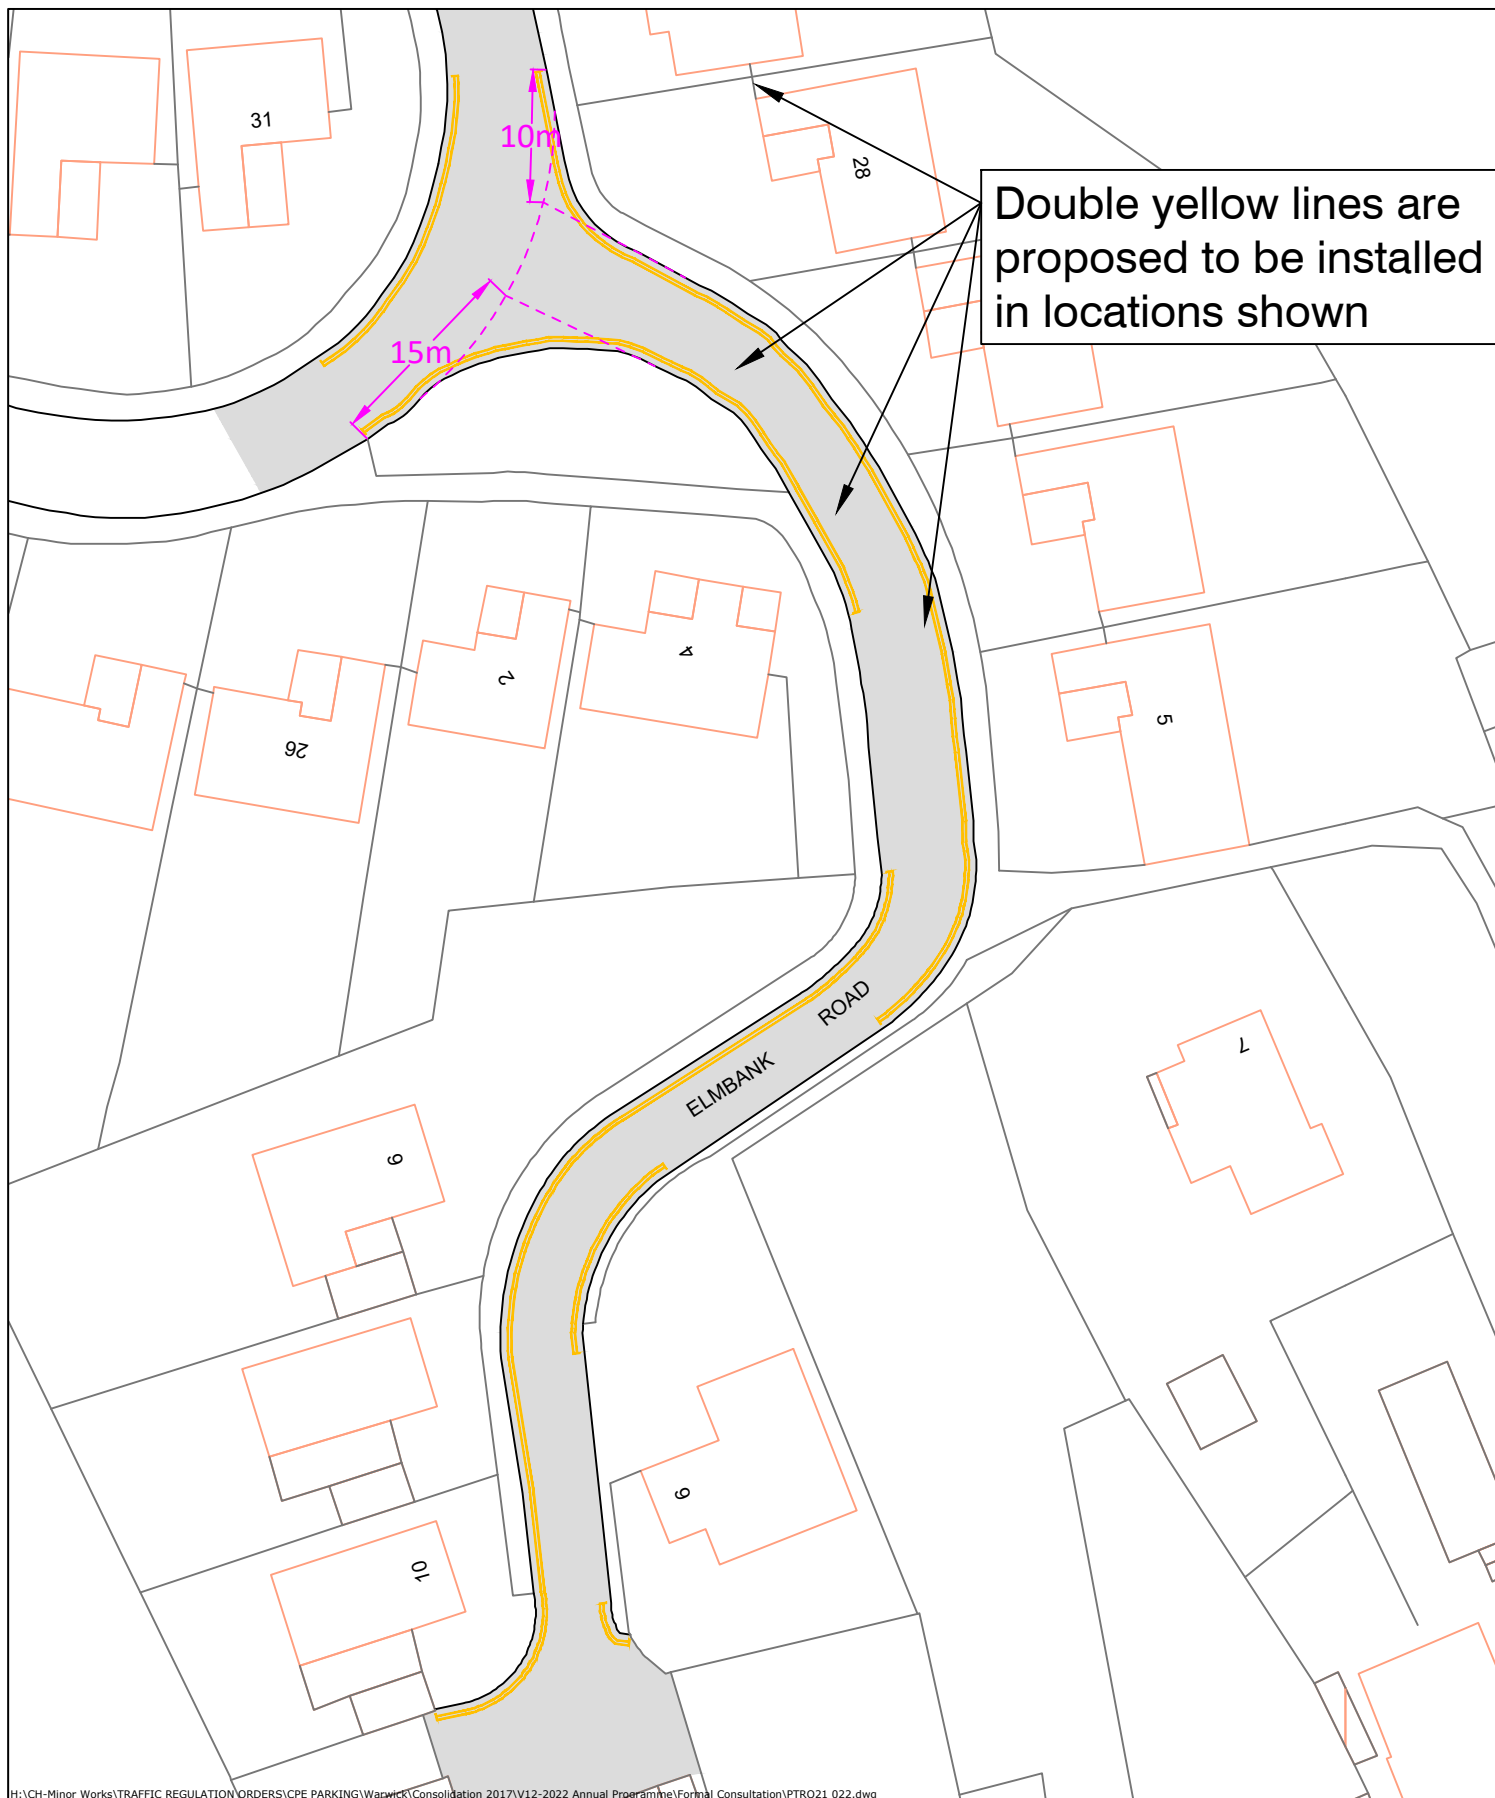 31
10m
28
Double yellow lines are
proposed to be installed
in locations shown
15m
2
4
26
5
ROAD
ELMBANK
7
6
9
10
H:\CH-Minor Works\TRAFFIC REGULATION ORDERS\CPE PARKING\Warwick\Consolidation 2017\V12-2022 Annual Programme\Formal Consultation\PTRO21 022.dwg